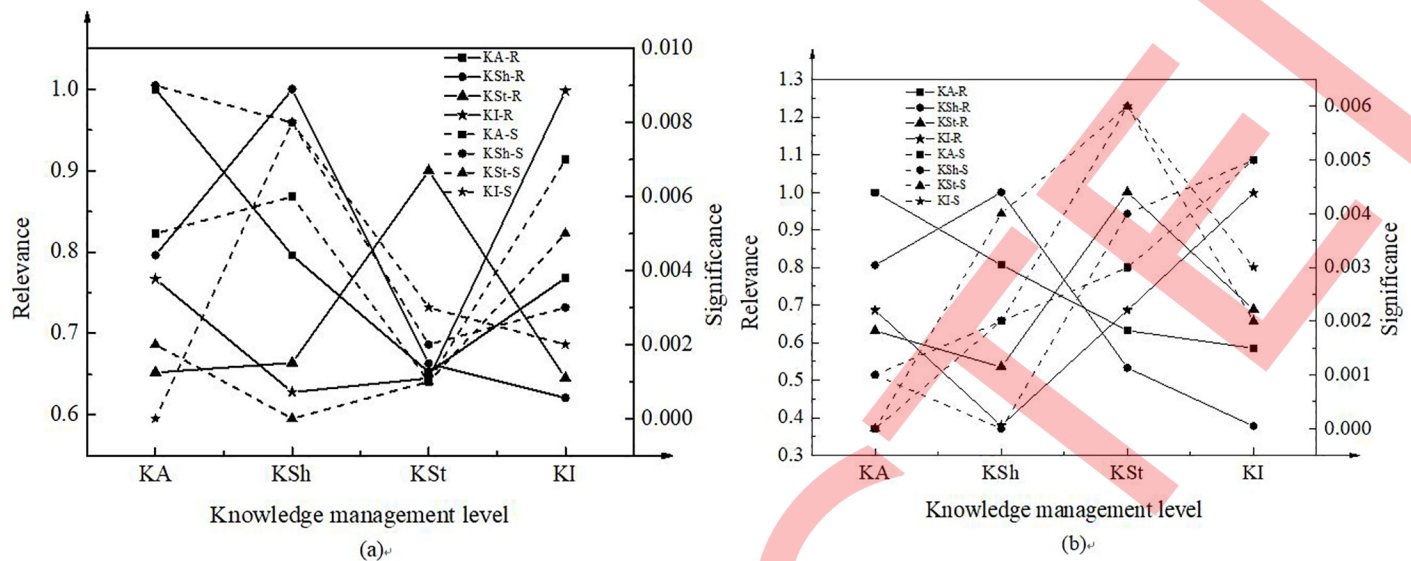 1.0
0.9
0.8
0.7
0.6
Relevance
KA-R
KSh-R
KSt-R
KI-R
KA-S
KSh-S
KSt-S
KI-S
0.010
0.008
0.006
0.004
0.002
0.000
Significance
KA KSh KSt KI
Knowledge management level
(a)
1.3
1.2
1.1
1.0
0.9
0.8
0.7
0.6
0.5
0.4
0.3
Relevance
KA-R
KSh-R
KSt-R
KI-R
KA-S
KSh-S
KSt-S
KI-S
0.006
0.005
0.004
0.003
0.002
0.001
0.000
Significance
KA KSh KSt KI
Knowledge management level
(b)